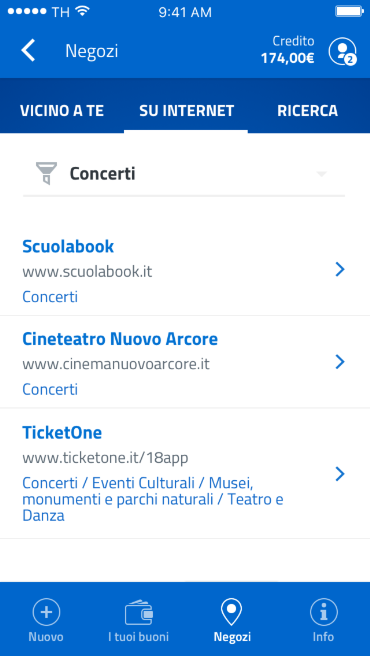 TH 9:41 AM
Negozi
Credito
174,00€
2
VICINO A TE SU INTERNET RICERCA
Concerti
Scuolabook
www.scuolabook.it
Concerti
Cineteatro Nuovo Arcore
www.cinemanuovoarcore.it
Concerti
TicketOne
www.ticketone.it/18app
Concerti / Eventi Culturali / Musei,
monumenti e parchi naturali / Teatro e
Danza
Nuovo I tuoi buoni Negozi Info